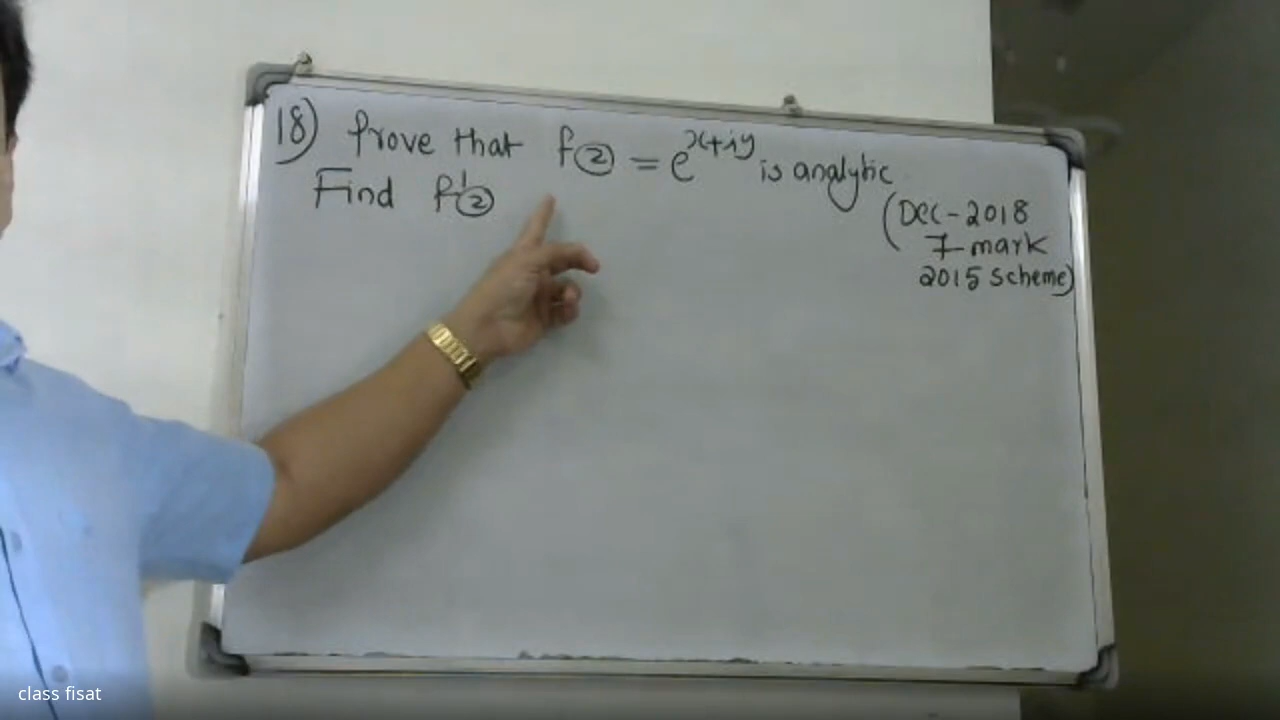 18) Prove that f(z) = e^{x+iy} is analytic
Find f'(z)
(Dec-2018
7 mark
2015 scheme)
class fisat